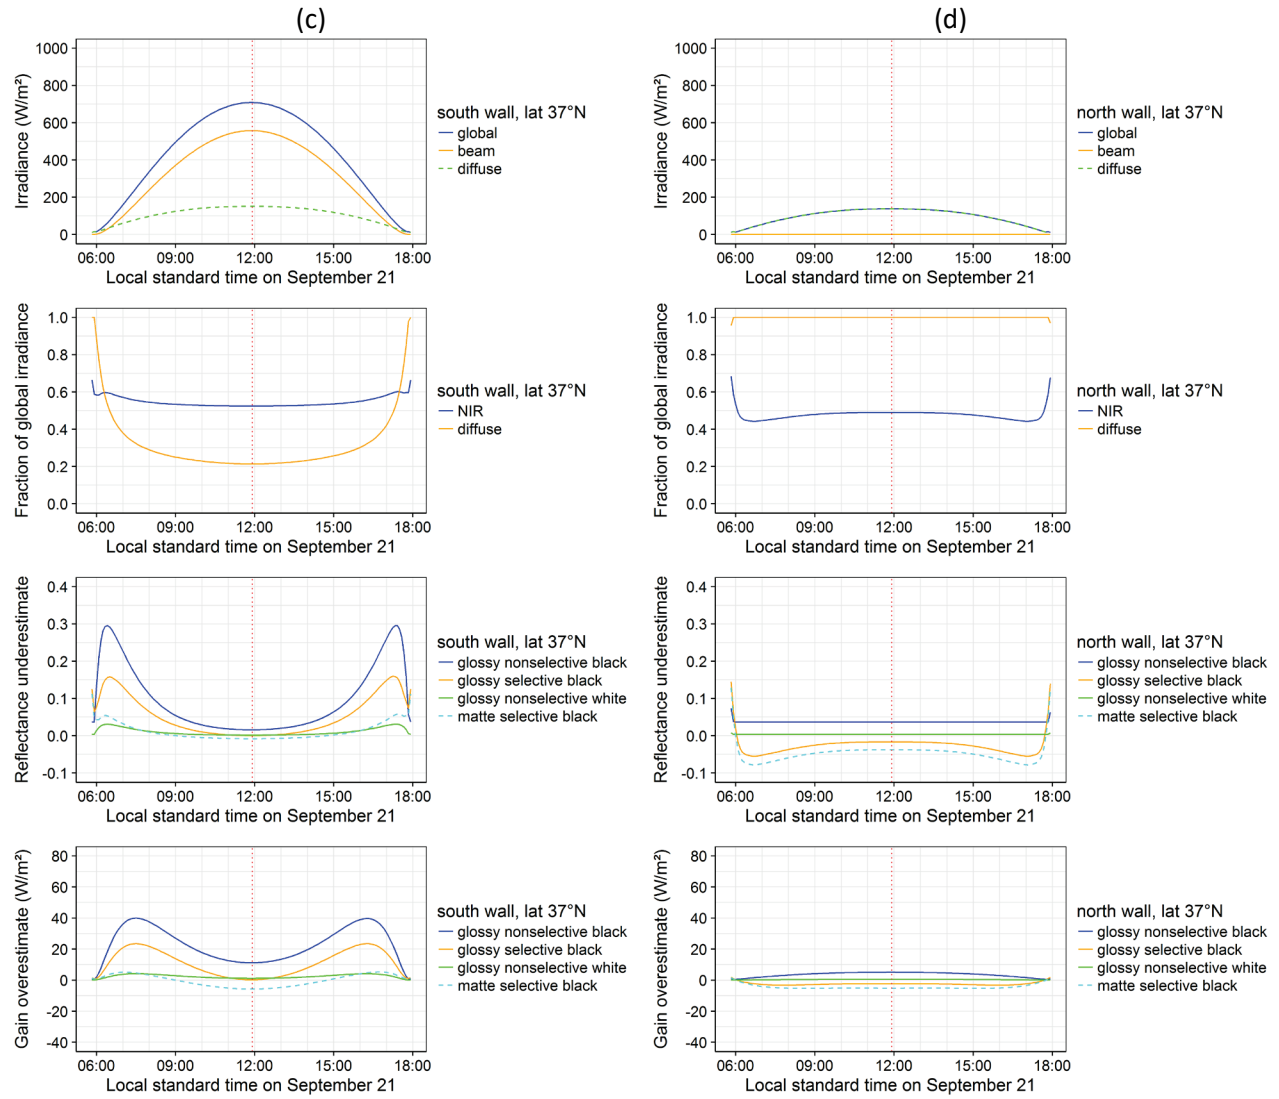 (c)
Irradiance (W/m²)
1000
800
600
400
200
0
06:00 09:00 12:00 15:00 18:00
Local standard time on September 21
south wall, lat 37°N
global
beam
diffuse
(d)
Irradiance (W/m²)
1000
800
600
400
200
0
06:00 09:00 12:00 15:00 18:00
Local standard time on September 21
north wall, lat 37°N
global
beam
diffuse
Fraction of global irradiance
1.0
0.8
0.6
0.4
0.2
0.0
06:00 09:00 12:00 15:00 18:00
Local standard time on September 21
south wall, lat 37°N
NIR
diffuse
Fraction of global irradiance
1.0
0.8
0.6
0.4
0.2
0.0
06:00 09:00 12:00 15:00 18:00
Local standard time on September 21
north wall, lat 37°N
NIR
diffuse
Reflectance underestimate
0.4
0.3
0.2
0.1
0.0
-0.1
06:00 09:00 12:00 15:00 18:00
Local standard time on September 21
south wall, lat 37°N
glossy nonselective black
glossy selective black
glossy nonselective white
matte selective black
Reflectance underestimate
0.4
0.3
0.2
0.1
0.0
-0.1
06:00 09:00 12:00 15:00 18:00
Local standard time on September 21
north wall, lat 37°N
glossy nonselective black
glossy selective black
glossy nonselective white
matte selective black
Gain overestimate (W/m²)
80
60
40
20
0
-20
-40
06:00 09:00 12:00 15:00 18:00
Local standard time on September 21
south wall, lat 37°N
glossy nonselective black
glossy selective black
glossy nonselective white
matte selective black
Gain overestimate (W/m²)
80
60
40
20
0
-20
-40
06:00 09:00 12:00 15:00 18:00
Local standard time on September 21
north wall, lat 37°N
glossy nonselective black
glossy selective black
glossy nonselective white
matte selective black